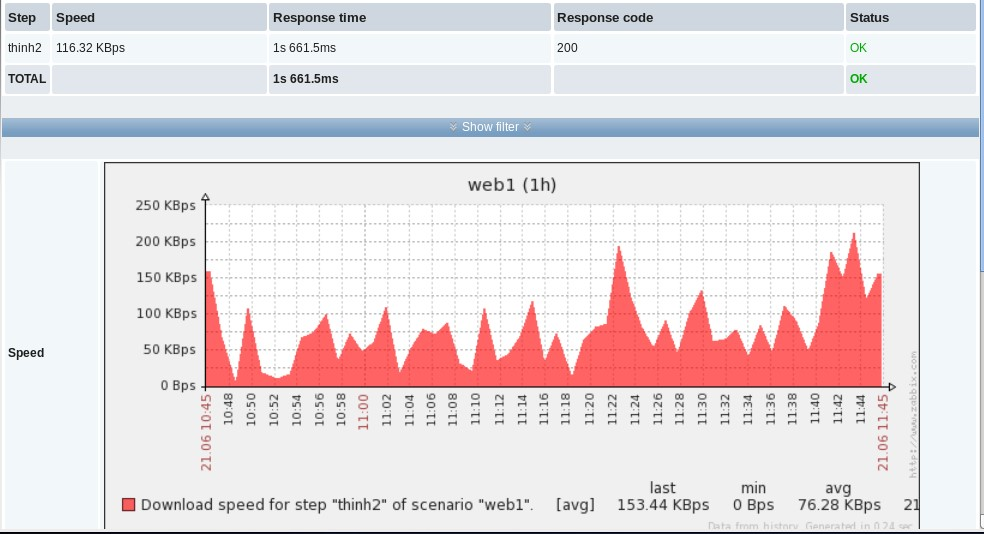 Step Speed Response time Response code Status
thinh2 116.32 KBps 1s 661.5ms 200 OK
TOTAL 1s 661.5ms OK
Show filter
web1 (1h)
250 KBps
200 KBps
150 KBps
100 KBps
50 KBps
0 Bps
Speed
21.06 10:45 10:48 10:50 10:52 10:54 10:56 10:58 11:00 11:02 11:04 11:06 11:08 11:10 11:12 11:14 11:16 11:18 11:20 11:22 11:24 11:26 11:28 11:30 11:32 11:34 11:36 11:38 11:40 11:42 11:44 21.06 11:45
http://www.zabbix.com
last min avg
Download speed for step "thinh2" of scenario "web1". [avg] 153.44 KBps 0 Bps 76.28 KBps 21
Data from history. Generated in 0.24 sec